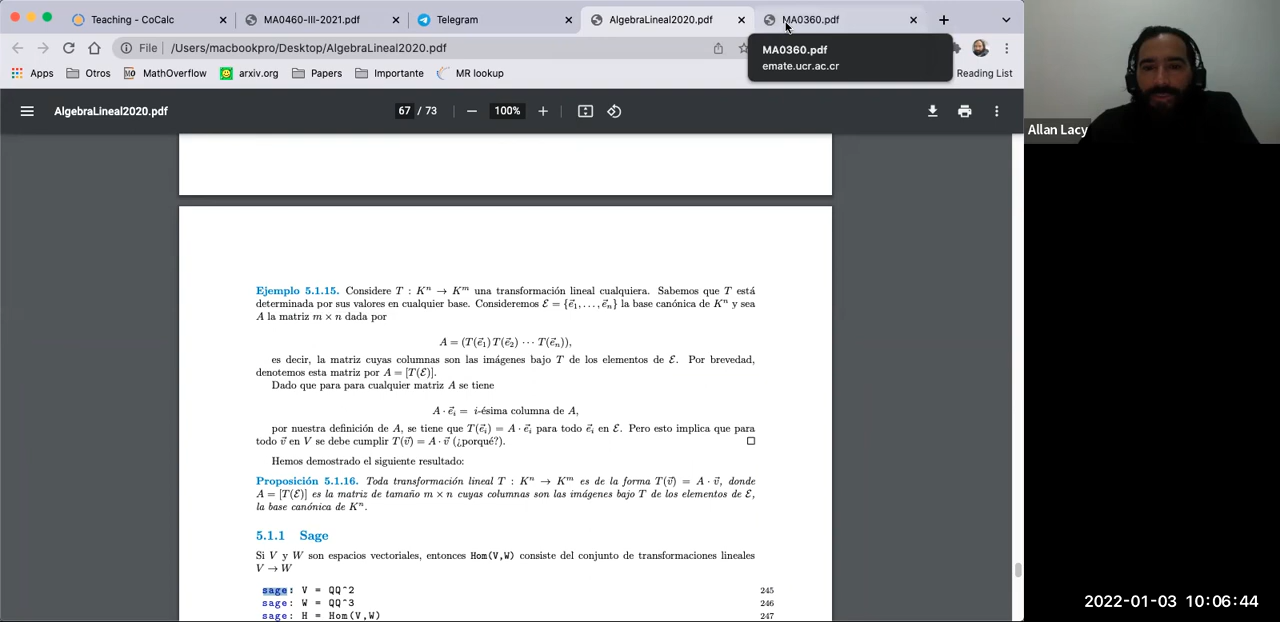 Teaching - CoCalc
MA0460-III-2021.pdf
Telegram
AlgebraLineal2020.pdf
MA0360.pdf
File
/Users/macbookpro/Desktop/AlgebraLineal2020.pdf
MA0360.pdf
emate.ucr.ac.cr
Apps
Otros
MathOverflow
arxiv.org
Papers
Importante
MR lookup
Reading List
AlgebraLineal2020.pdf
67 / 73
100%
Allan Lacy
Ejemplo 5.1.15. Considere T : Kⁿ → Kᵐ una transformación lineal cualquiera. Sabemos que T está
determinada por sus valores en cualquier base. Consideremos ℰ = {e⃗₁, . . . , e⃗ₙ} la base canónica de Kⁿ y sea
A la matriz m × n dada por
A = (T(e⃗₁) T(e⃗₂) ··· T(e⃗ₙ)),
es decir, la matriz cuyas columnas son las imágenes bajo T de los elementos de ℰ. Por brevedad,
denotemos esta matriz por A = [T(ℰ)].
Dado que para para cualquier matriz A se tiene
A · e⃗ᵢ = i-ésima columna de A,
por nuestra definición de A, se tiene que T(e⃗ᵢ) = A · e⃗ᵢ para todo e⃗ᵢ en ℰ. Pero esto implica que para
todo v⃗ en V se debe cumplir T(v⃗) = A · v⃗ (¿porqué?). □
Hemos demostrado el siguiente resultado:
Proposición 5.1.16. Toda transformación lineal T : Kⁿ → Kᵐ es de la forma T(v⃗) = A · v⃗, donde
A = [T(ℰ)] es la matriz de tamaño m × n cuyas columnas son las imágenes bajo T de los elementos de ℰ,
la base canónica de Kⁿ.
5.1.1 Sage
Si V y W son espacios vectoriales, entonces Hom(V,W) consiste del conjunto de transformaciones lineales
V → W
sage: V = QQ^2 245
sage: W = QQ^3 246
sage: H = Hom(V,W) 247
2022-01-03 10:06:44